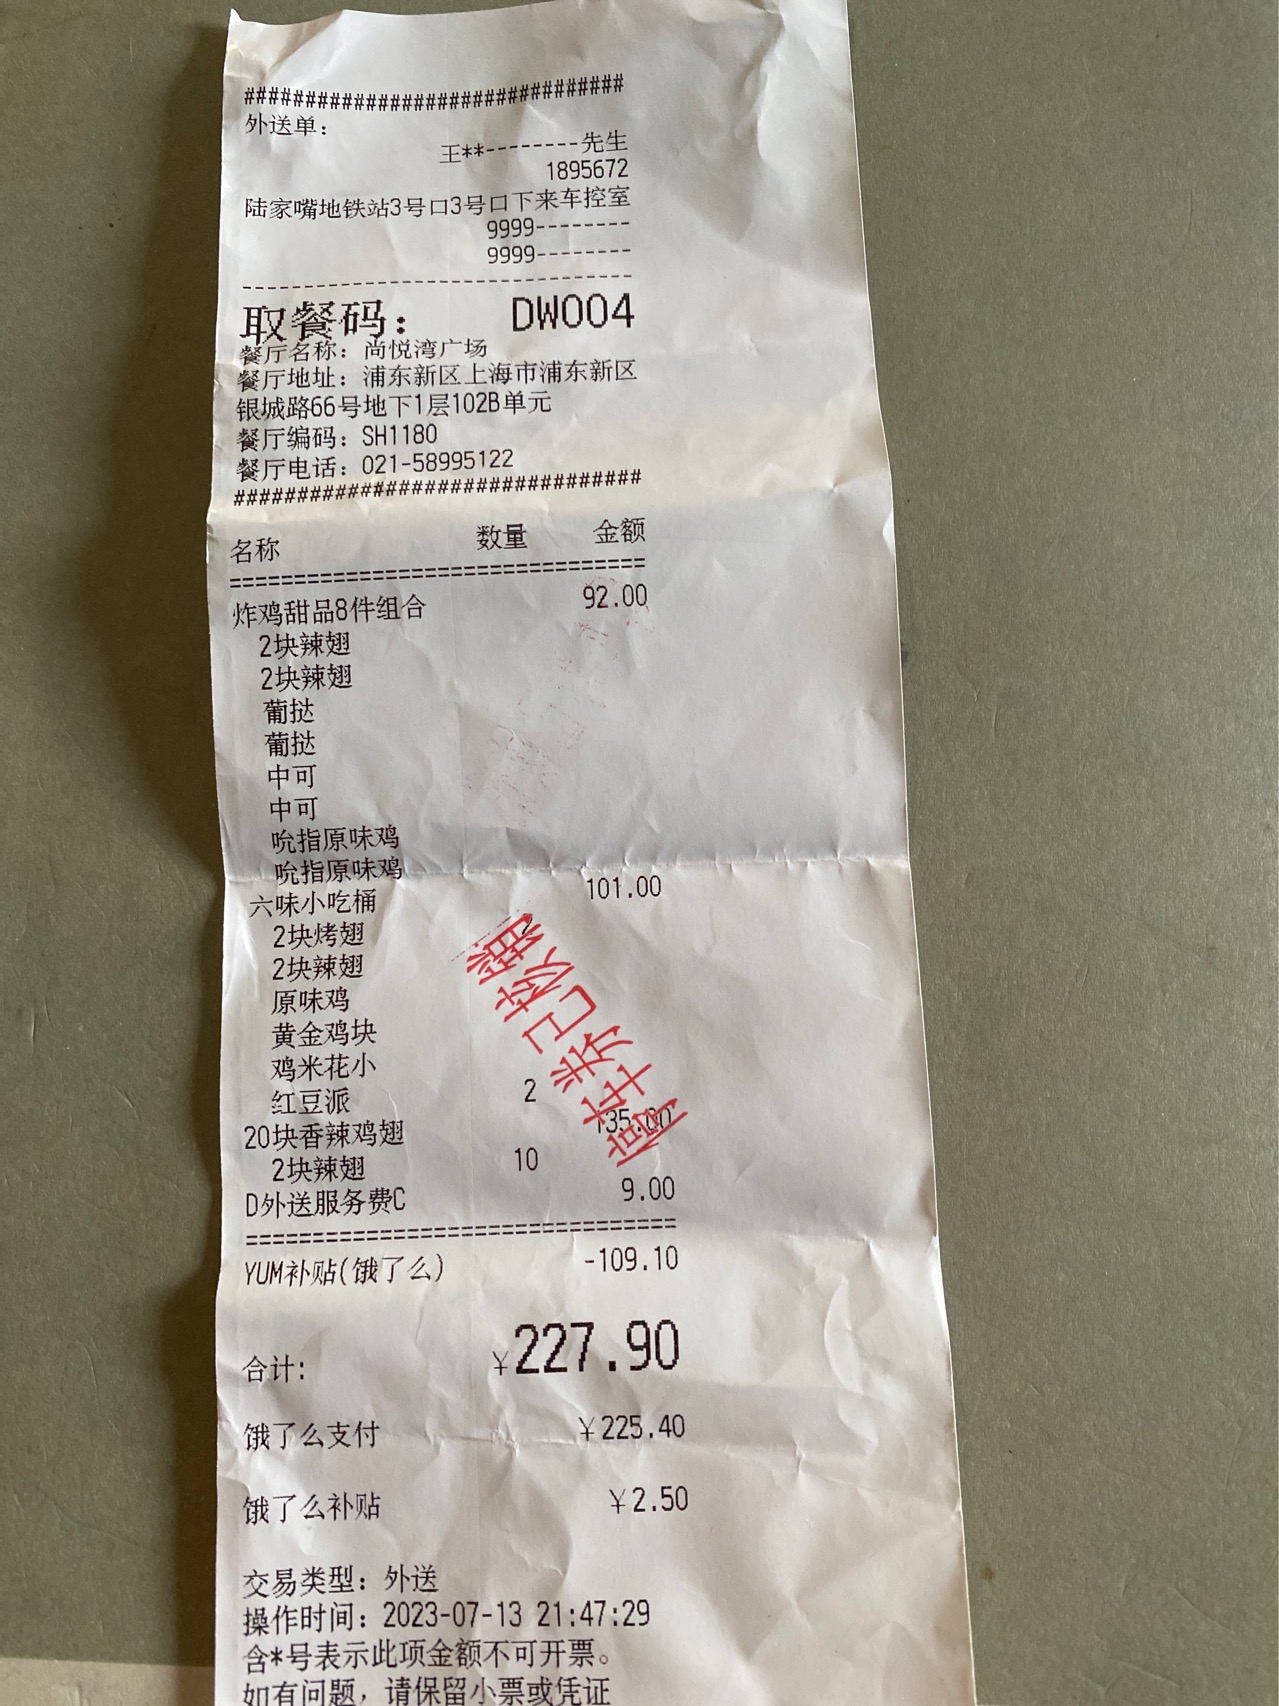 ###############################
外送单：
王**--------先生
1895672
陆家嘴地铁站3号口3号口下来车控室
9999--------
9999--------
-------------------------------
取餐码： DW004
餐厅名称：尚悦湾广场
餐厅地址：浦东新区上海市浦东新区
银城路66号地下1层102B单元
餐厅编码：SH1180
餐厅电话：021-58995122
################################
名称 数量 金额
================================
炸鸡甜品8件组合 92.00
2块辣翅
2块辣翅
葡挞
葡挞
中可
中可
吮指原味鸡
吮指原味鸡
六味小吃桶 101.00
2块烤翅 2
2块辣翅
原味鸡
黄金鸡块
鸡米花小
红豆派 2
20块香辣鸡翅 135.00
2块辣翅 10
D外送服务费C 9.00
================================
YUM补贴(饿了么) -109.10
合计： ¥227.90
饿了么支付 ¥225.40
饿了么补贴 ¥2.50
交易类型：外送
操作时间：2023-07-13 21:47:29
含*号表示此项金额不可开票。
如有问题，请保留小票或凭证
已核